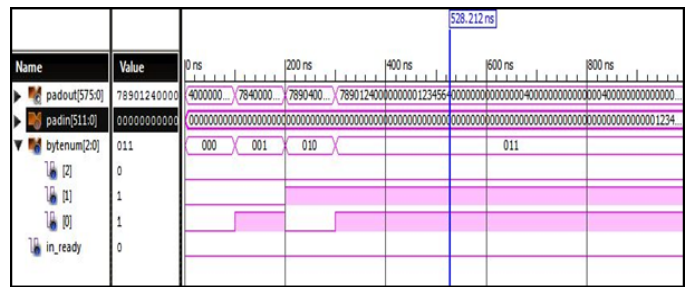 528.212 ns
Name Value 0 ns 200 ns 400 ns 600 ns 800 ns
padout[575:0] 78901240000 4000000... 7840000... 7890400...
padin[511:0] 00000000000
bytenum[2:0] 011 000 001 010 011
[2] 0
[1] 1
[0] 1
in_ready 0